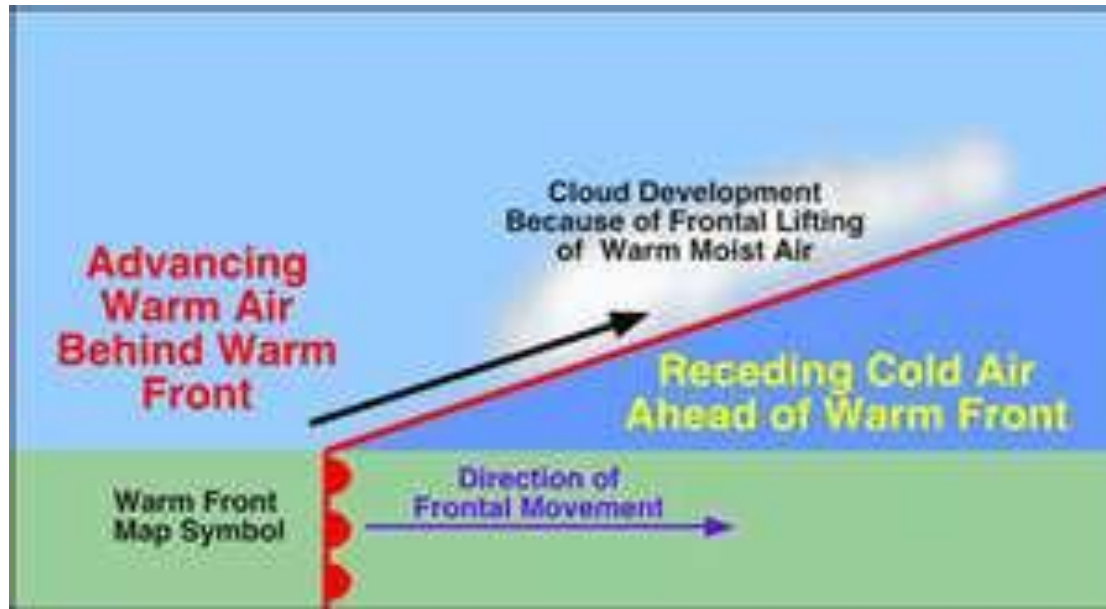 Cloud Development
Because of Frontal Lifting
of Warm Moist Air
Advancing
Warm Air
Behind Warm
Front
Receding Cold Air
Ahead of Warm Front
Warm Front
Map Symbol
Direction of
Frontal Movement